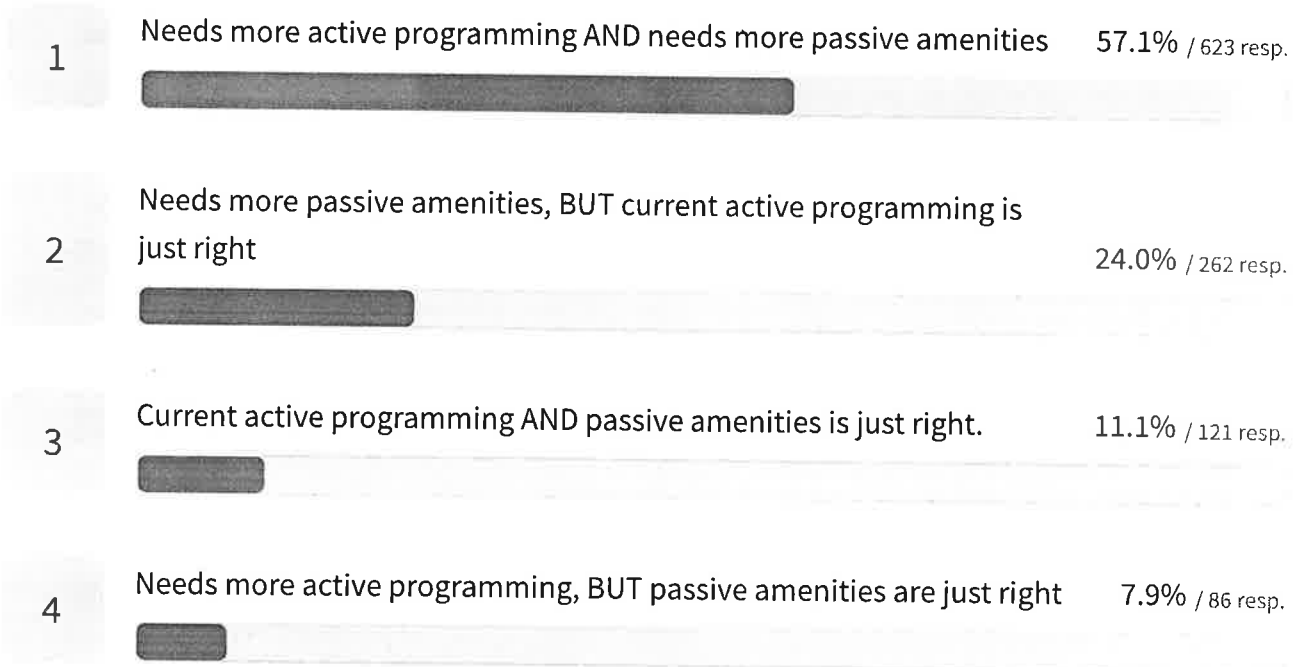 1
Needs more active programming AND needs more passive amenities 57.1% / 623 resp.
Needs more passive amenities, BUT current active programming is
2
just right
24.0% / 262 resp.
3
Current active programming AND passive amenities is just right. 11.1% / 121 resp.
4
Needs more active programming, BUT passive amenities are just right 7.9% / 86 resp.